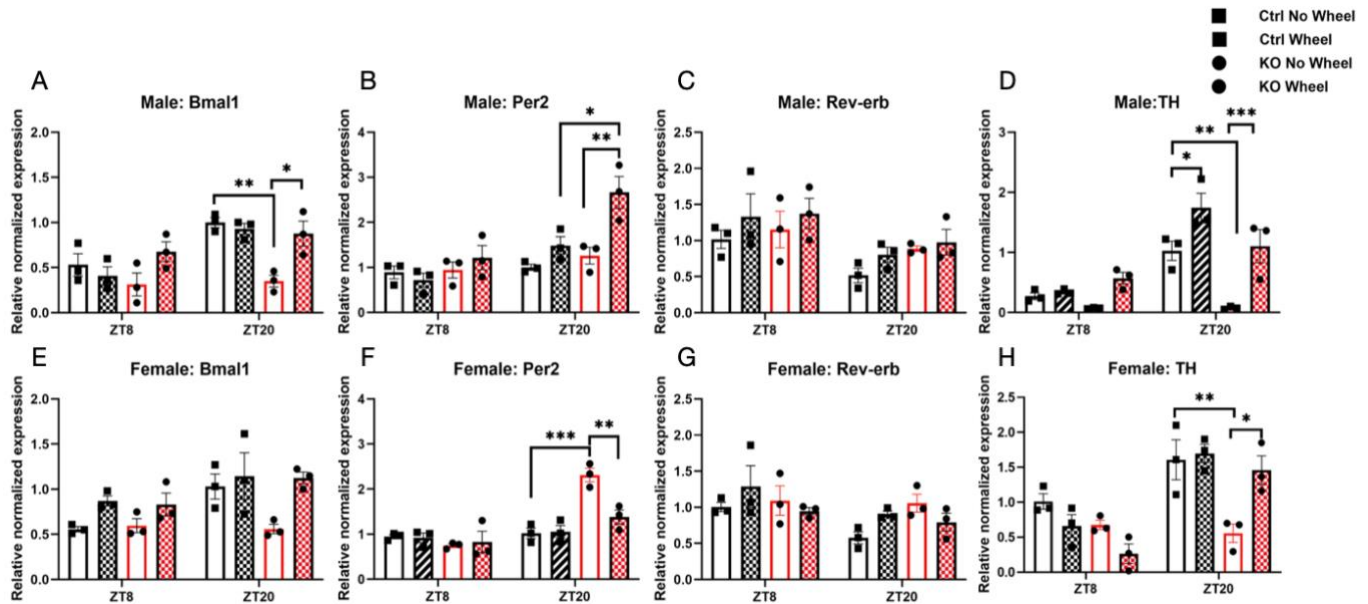 Ctrl No Wheel
Ctrl Wheel
KO No Wheel
KO Wheel
A
Male: Bmal1
Relative normalized expression
2.0
1.5
1.0
0.5
0.0
** *
ZT8 ZT20
B
Male: Per2
Relative normalized expression
4
3
2
1
0
*
**
ZT8 ZT20
C
Male: Rev-erb
Relative normalized expression
2.5
2.0
1.5
1.0
0.5
0.0
ZT8 ZT20
D
Male:TH
Relative normalized expression
3
2
1
0
***
**
*
ZT8 ZT20
E
Female: Bmal1
Relative normalized expression
2.0
1.5
1.0
0.5
0.0
ZT8 ZT20
F
Female: Per2
Relative normalized expression
4
3
2
1
0
*** **
ZT8 ZT20
G
Female: Rev-erb
Relative normalized expression
2.5
2.0
1.5
1.0
0.5
0.0
ZT8 ZT20
H
Female: TH
Relative normalized expression
2.5
2.0
1.5
1.0
0.5
0.0
**
*
ZT8 ZT20